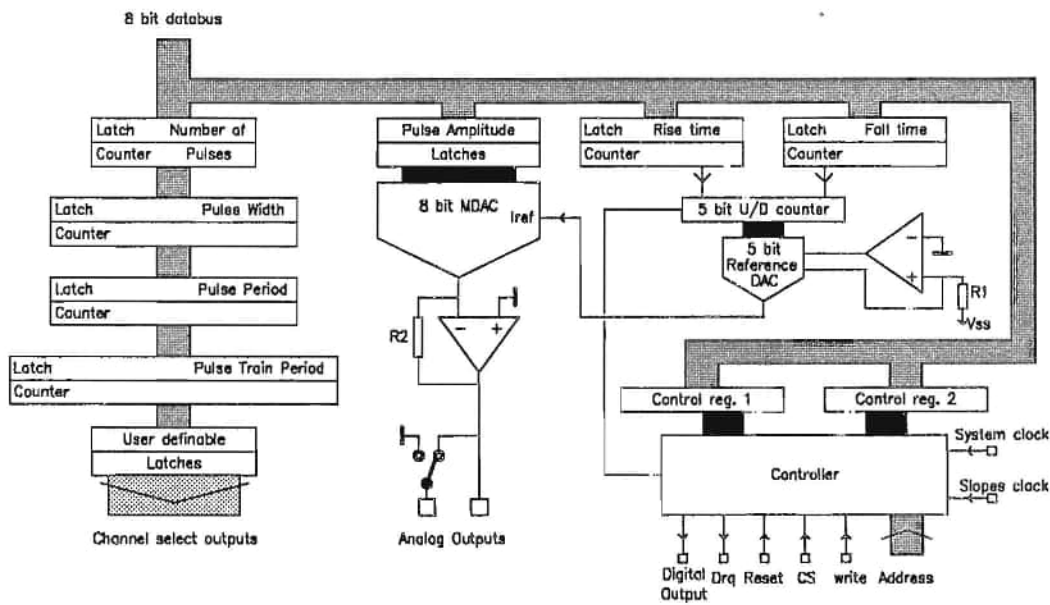 8 bit databus
Latch Number of
Counter Pulses
Latch Pulse Width
Counter
Latch Pulse Period
Counter
Latch Pulse Train Period
Counter
User definable
Latches
Channel select outputs
Pulse Amplitude
Latches
8 bit MDAC
Iref
R2
−
+
Analog Outputs
Latch Rise time
Counter
Latch Fall time
Counter
5 bit U/D counter
5 bit
Reference
DAC
−
+
R1
Vss
Control reg. 1
Control reg. 2
Controller
System clock
Slopes clock
Digital
Output
Drq
Reset
CS
write
Address